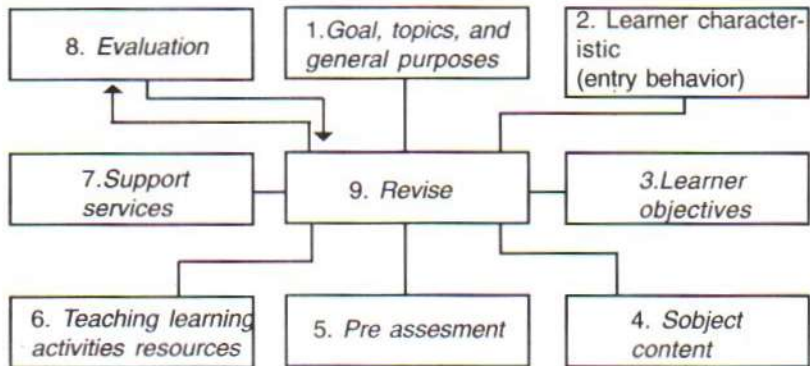 8. Evaluation
1.Goal, topics, and
general purposes
2. Learner character-
istic
(entry behavior)
7.Support
services
9. Revise
3.Learner
objectives
6. Teaching learning
activities resources
5. Pre assesment
4. Sobject
content